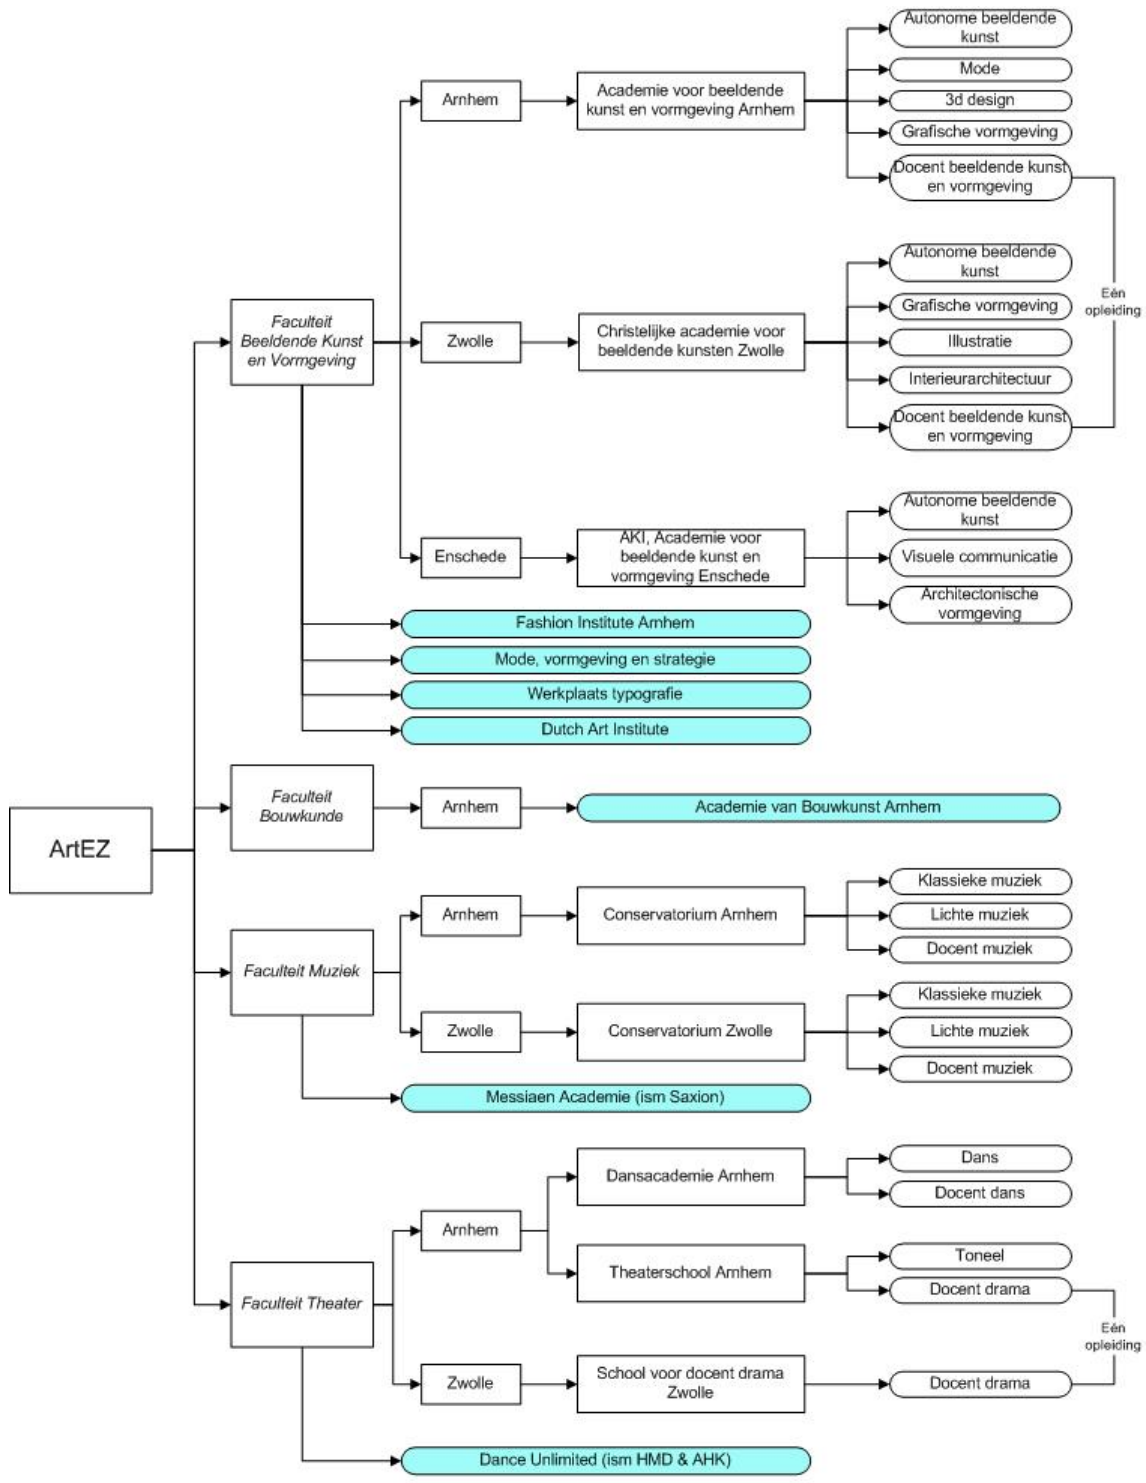 Autonome beeldende
kunst
Mode
3d design
Grafische vormgeving
Docent beeldende kunst
en vormgeving
Arnhem
Academie voor beeldende
kunst en vormgeving Arnhem
Eén
opleiding
Autonome beeldende
kunst
Grafische vormgeving
Illustratie
Interieurarchitectuur
Docent beeldende kunst
en vormgeving
Faculteit
Beeldende Kunst
en Vormgeving
Zwolle
Christelijke academie voor
beeldende kunsten Zwolle
Autonome beeldende
kunst
Visuele communicatie
Architectonische
vormgeving
Enschede
AKI, Academie voor
beeldende kunst en
vormgeving Enschede
Fashion Institute Arnhem
Mode, vormgeving en strategie
Werkplaats typografie
Dutch Art Institute
ArtEZ
Faculteit
Bouwkunde
Arnhem
Academie van Bouwkunst Arnhem
Faculteit Muziek
Arnhem
Conservatorium Arnhem
Klassieke muziek
Lichte muziek
Docent muziek
Zwolle
Conservatorium Zwolle
Klassieke muziek
Lichte muziek
Docent muziek
Messiaen Academie (ism Saxion)
Faculteit Theater
Arnhem
Dansacademie Arnhem
Dans
Docent dans
Theaterschool Arnhem
Toneel
Docent drama
Eén
opleiding
Zwolle
School voor docent drama
Zwolle
Docent drama
Dance Unlimited (ism HMD & AHK)